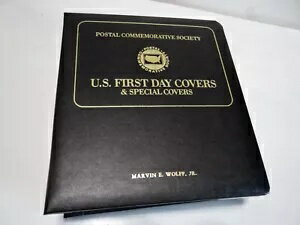 POSTAL COMMEMORATIVE SOCIETY
U.S. FIRST DAY COVERS
& SPECIAL COVERS
MARVIN E. WOLFF, JR.